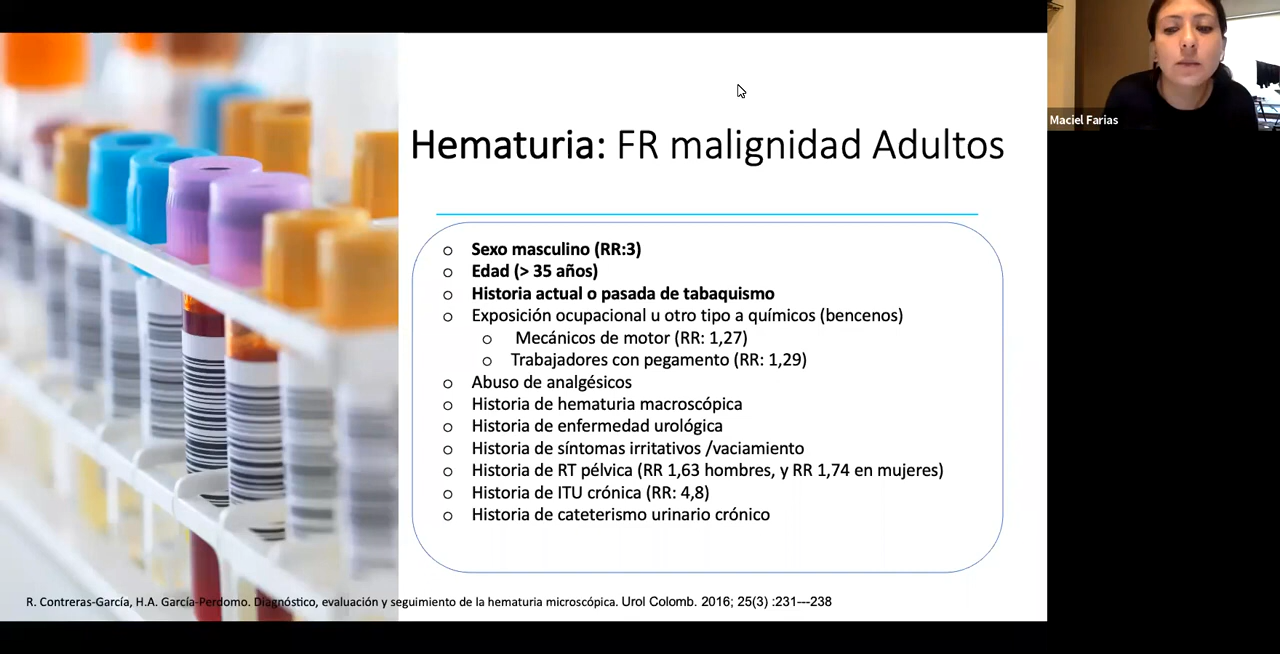 Hematuria: FR malignidad Adultos
Maciel Farias
o Sexo masculino (RR:3)
o Edad (> 35 años)
o Historia actual o pasada de tabaquismo
o Exposición ocupacional u otro tipo a químicos (bencenos)
o Mecánicos de motor (RR: 1,27)
o Trabajadores con pegamento (RR: 1,29)
o Abuso de analgésicos
o Historia de hematuria macroscópica
o Historia de enfermedad urológica
o Historia de síntomas irritativos /vaciamiento
o Historia de RT pélvica (RR 1,63 hombres, y RR 1,74 en mujeres)
o Historia de ITU crónica (RR: 4,8)
o Historia de cateterismo urinario crónico
R. Contreras-García, H.A. García-Perdomo. Diagnóstico, evaluación y seguimiento de la hematuria microscópica. Urol Colomb. 2016; 25(3) :231---238